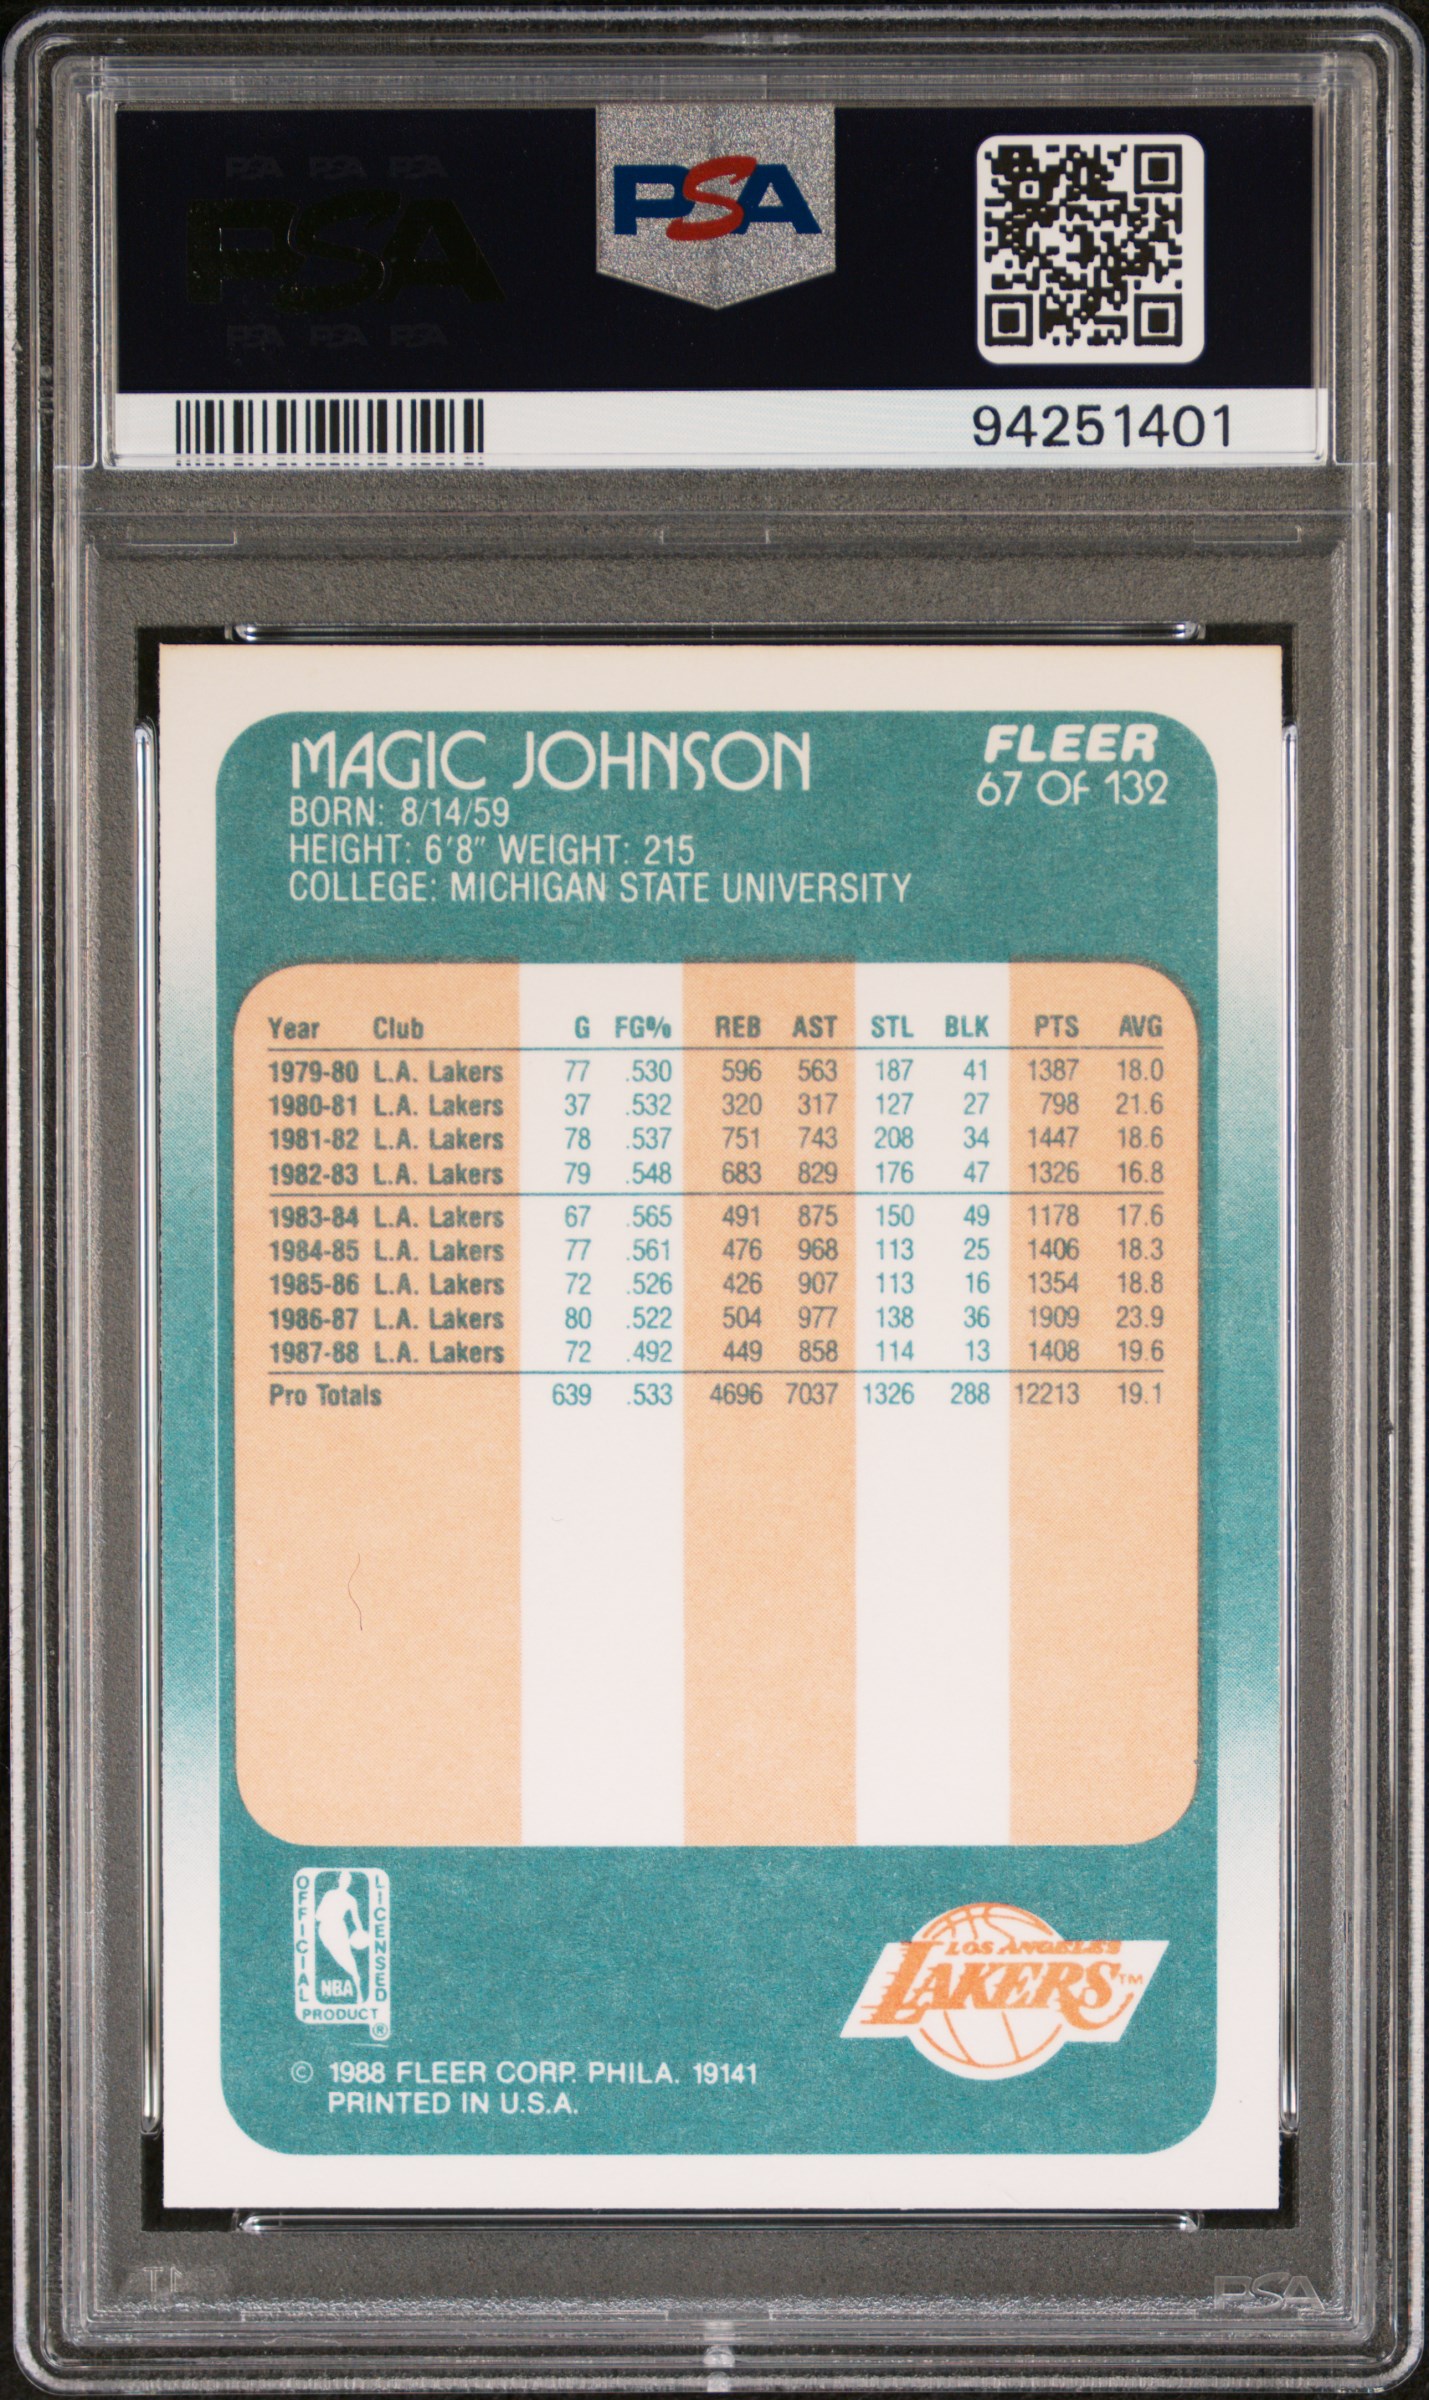 PSA PSA PSA
PSA
PSA PSA PSA
PSA
94251401
MAGIC JOHNSON
FLEER
67 OF 132
BORN: 8/14/59
HEIGHT: 6'8" WEIGHT: 215
COLLEGE: MICHIGAN STATE UNIVERSITY
Year Club G FG% REB AST STL BLK PTS AVG
1979-80 L.A. Lakers 77 .530 596 563 187 41 1387 18.0
1980-81 L.A. Lakers 37 .532 320 317 127 27 798 21.6
1981-82 L.A. Lakers 78 .537 751 743 208 34 1447 18.6
1982-83 L.A. Lakers 79 .548 683 829 176 47 1326 16.8
1983-84 L.A. Lakers 67 .565 491 875 150 49 1178 17.6
1984-85 L.A. Lakers 77 .561 476 968 113 25 1406 18.3
1985-86 L.A. Lakers 72 .526 426 907 113 16 1354 18.8
1986-87 L.A. Lakers 80 .522 504 977 138 36 1909 23.9
1987-88 L.A. Lakers 72 .492 449 858 114 13 1408 19.6
Pro Totals 639 .533 4696 7037 1326 288 12213 19.1
OFFICIAL LICENSED
NBA
PRODUCT
®
LOS ANGELES
LAKERS™
© 1988 FLEER CORP. PHILA. 19141
PRINTED IN U.S.A.
PSA